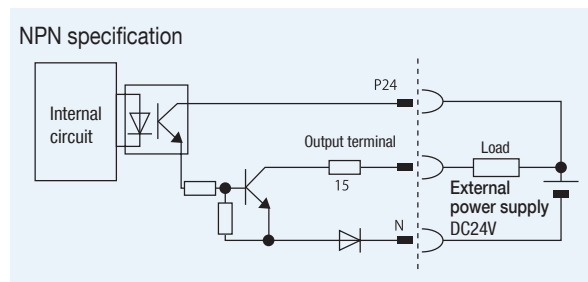 NPN specification
P24
Internal
circuit
Output terminal
Load
15
External
power supply
N
DC24V